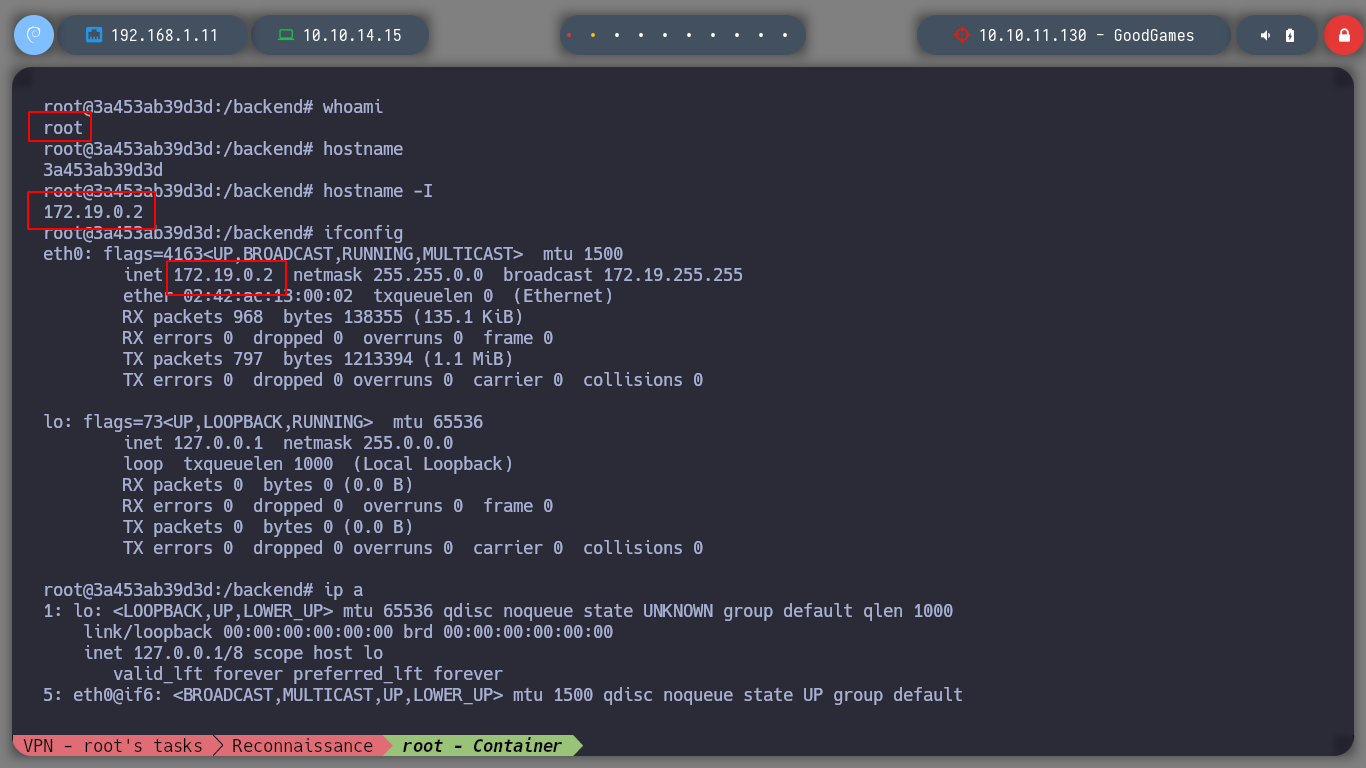 192.168.1.11 10.10.14.15 10.10.11.130 - GoodGames
root@3a453ab39d3d:/backend# whoami
root
root@3a453ab39d3d:/backend# hostname
3a453ab39d3d
root@3a453ab39d3d:/backend# hostname -I
172.19.0.2
root@3a453ab39d3d:/backend# ifconfig
eth0: flags=4163<UP,BROADCAST,RUNNING,MULTICAST>  mtu 1500
        inet 172.19.0.2  netmask 255.255.0.0  broadcast 172.19.255.255
        ether 02:42:ac:13:00:02  txqueuelen 0  (Ethernet)
        RX packets 968  bytes 138355 (135.1 KiB)
        RX errors 0  dropped 0  overruns 0  frame 0
        TX packets 797  bytes 1213394 (1.1 MiB)
        TX errors 0  dropped 0 overruns 0  carrier 0  collisions 0
lo: flags=73<UP,LOOPBACK,RUNNING>  mtu 65536
        inet 127.0.0.1  netmask 255.0.0.0
        loop  txqueuelen 1000  (Local Loopback)
        RX packets 0  bytes 0 (0.0 B)
        RX errors 0  dropped 0  overruns 0  frame 0
        TX packets 0  bytes 0 (0.0 B)
        TX errors 0  dropped 0 overruns 0  carrier 0  collisions 0
root@3a453ab39d3d:/backend# ip a
1: lo: <LOOPBACK,UP,LOWER_UP> mtu 65536 qdisc noqueue state UNKNOWN group default qlen 1000
    link/loopback 00:00:00:00:00:00 brd 00:00:00:00:00:00
    inet 127.0.0.1/8 scope host lo
       valid_lft forever preferred_lft forever
5: eth0@if6: <BROADCAST,MULTICAST,UP,LOWER_UP> mtu 1500 qdisc noqueue state UP group default
VPN - root's tasks Reconnaissance root - Container